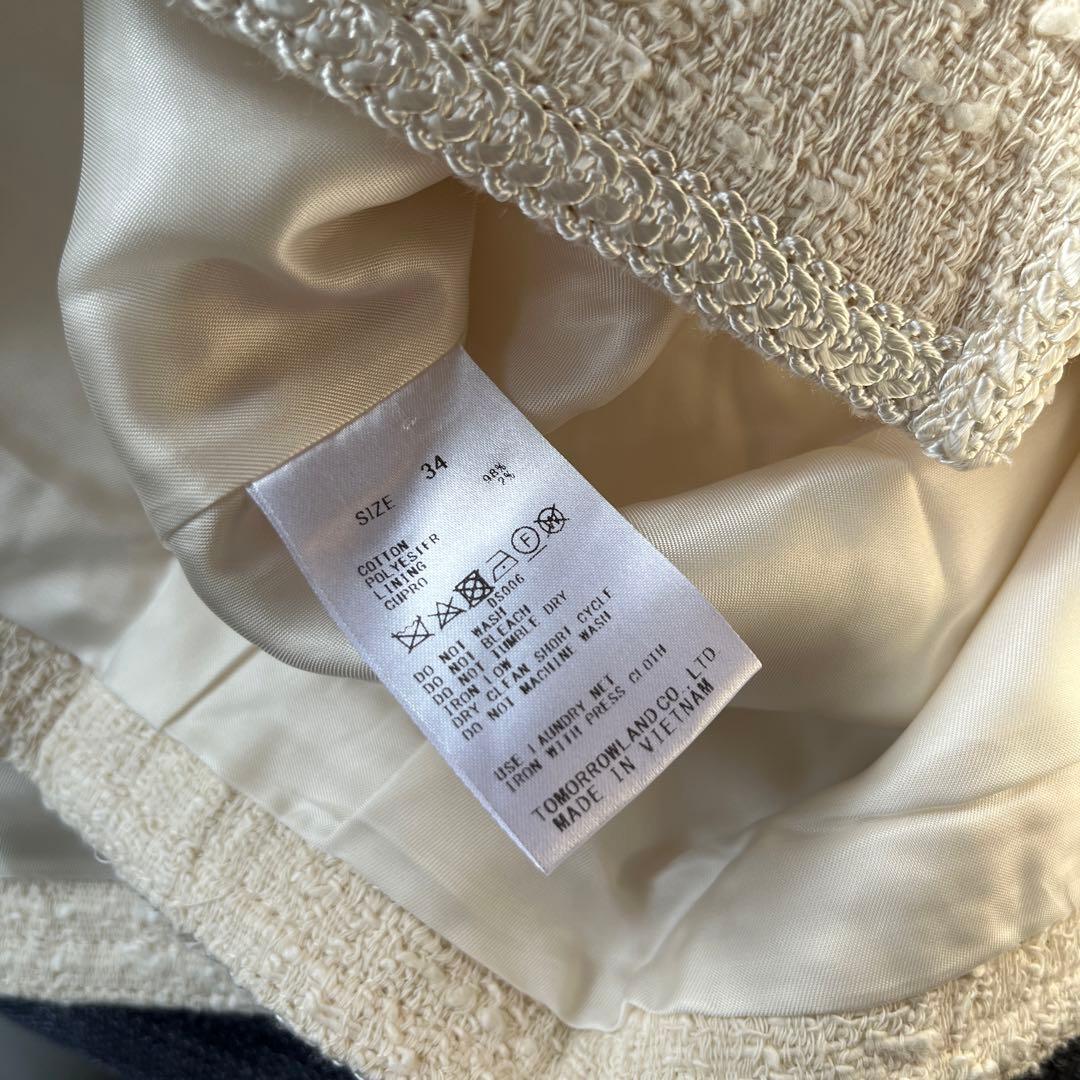 SIZE 34
COTTON 98%
POLYESTER 2%
LINING
CUPRO
F
W
DS006
DO NOT WASH
DO NOT BLEACH
DO NOT TUMBLE DRY
IRON LOW
DRY CLEAN SHORT CYCLE
DO NOT MACHINE WASH
USE LAUNDRY NET
IRON WITH PRESS CLOTH
TOMORROWLAND CO.,LTD.
MADE IN VIETNAM